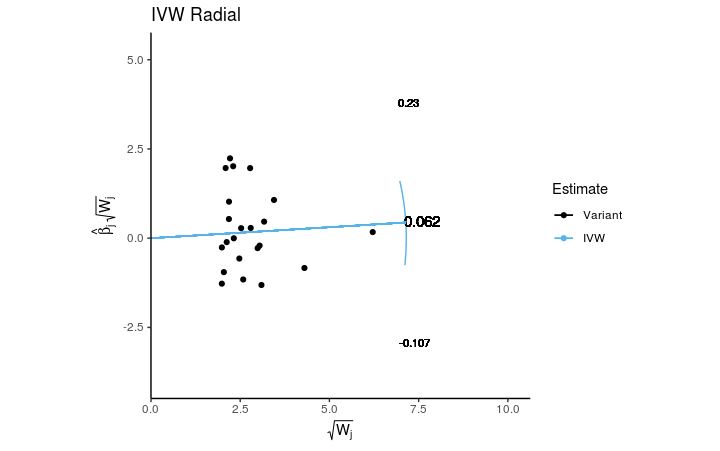 IVW Radial
5.0
2.5
0.0
-2.5
β̂j√Wj
0.23
0.062
-0.107
0.0
2.5
5.0
7.5
10.0
√Wj
Estimate
Variant
IVW